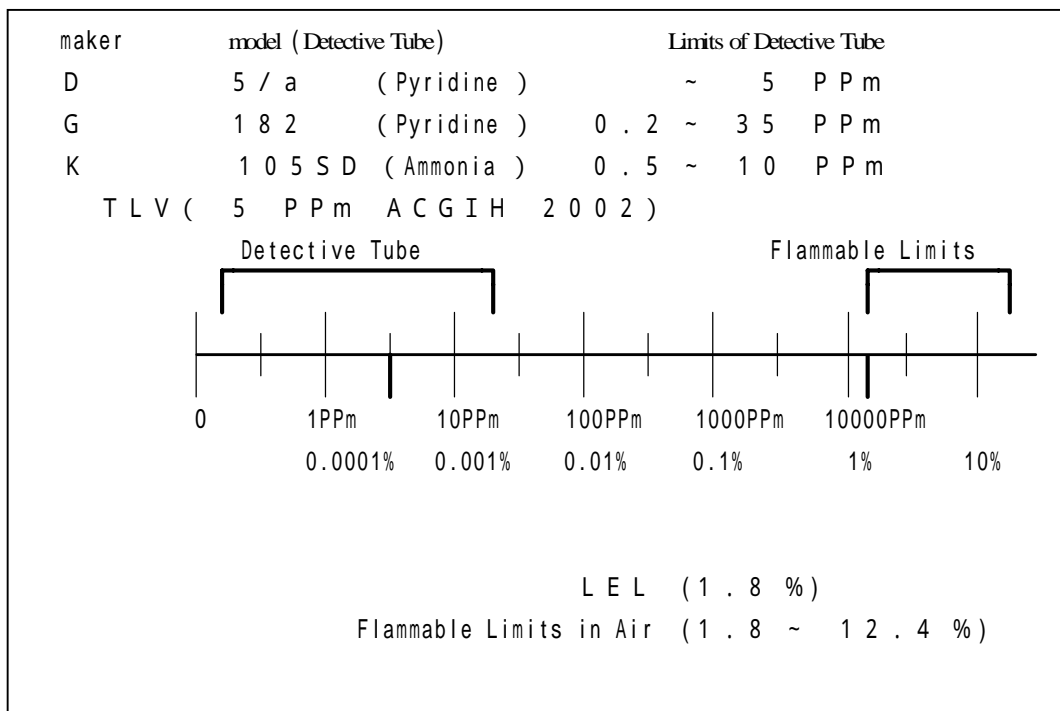 maker model (Detective Tube) Limits of Detective Tube
D 5/a (Pyridine) ~ 5 PPm
G 182 (Pyridine) 0.2 ~ 35 PPm
K 105SD (Ammonia) 0.5 ~ 10 PPm
TLV( 5 PPm ACGIH 2002)
Detective Tube Flammable Limits
0 1PPm 10PPm 100PPm 1000PPm 10000PPm
0.0001% 0.001% 0.01% 0.1% 1% 10%
LEL (1.8 %)
Flammable Limits in Air (1.8 ~ 12.4 %)